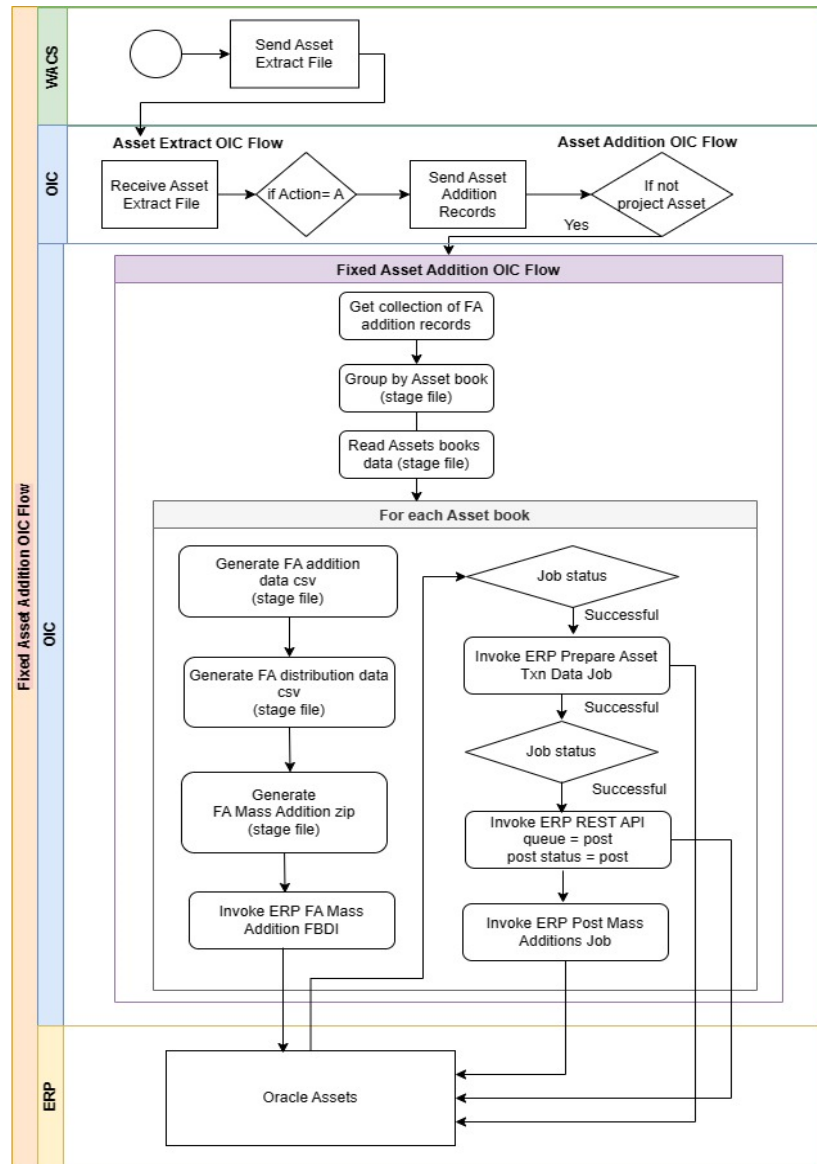 Fixed Asset Addition OIC Flow
WACS
Send Asset
Extract File
OIC
Asset Extract OIC Flow
Asset Addition OIC Flow
Receive Asset
Extract File
if Action= A
Send Asset
Addition
Records
If not
project Asset
Yes
OIC
Fixed Asset Addition OIC Flow
Get collection of FA
addition records
Group by Asset book
(stage file)
Read Assets books
data (stage file)
For each Asset book
Generate FA addition
data csv
(stage file)
Generate FA distribution data
csv
(stage file)
Generate
FA Mass Addition zip
(stage file)
Invoke ERP FA Mass
Addition FBDI
Job status
Successful
Invoke ERP Prepare Asset
Txn Data Job
Successful
Job status
Successful
Invoke ERP REST API
queue = post
post status = post
Invoke ERP Post Mass
Additions Job
ERP
Oracle Assets